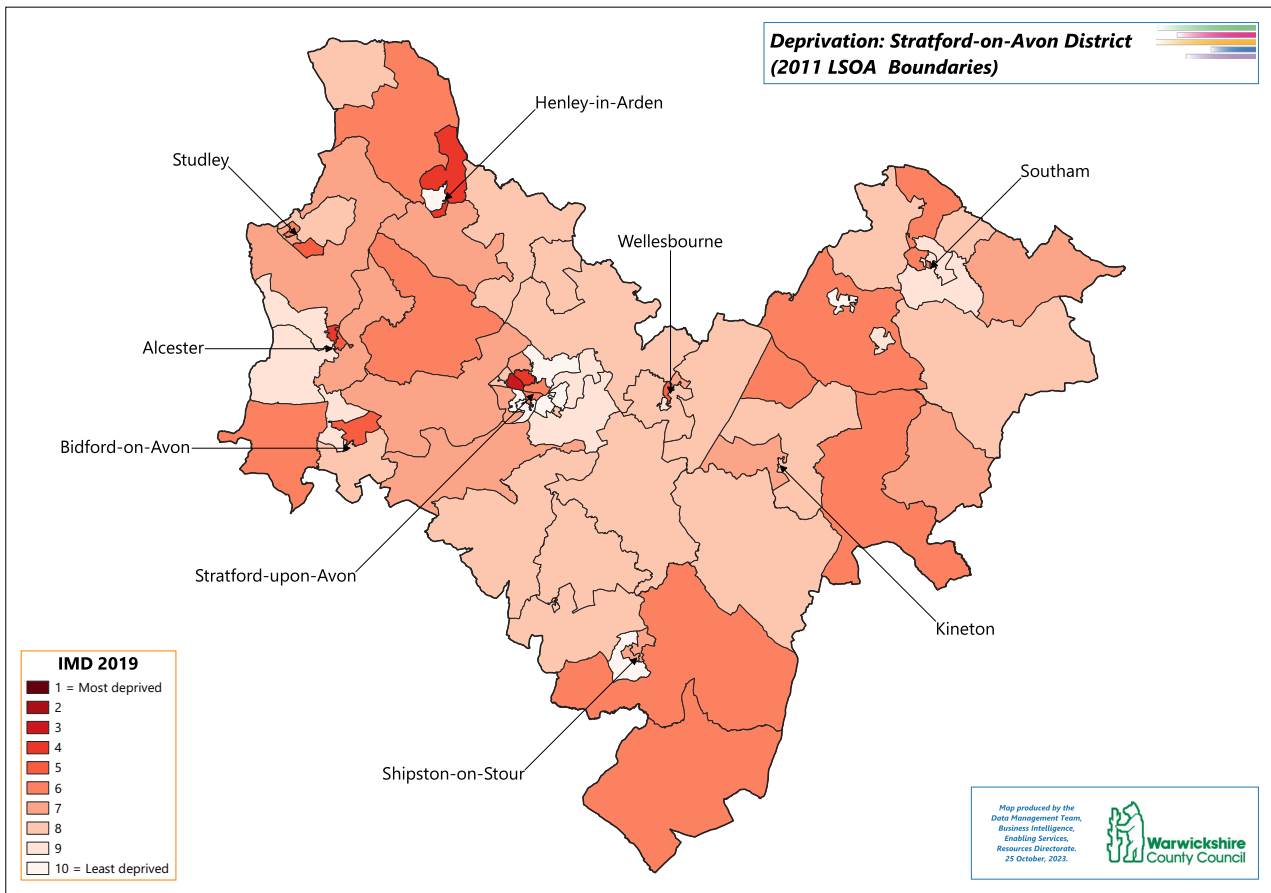 Deprivation: Stratford-on-Avon District
(2011 LSOA Boundaries)
Henley-in-Arden
Studley
Southam
Wellesbourne
Alcester
Bidford-on-Avon
Stratford-upon-Avon
Kineton
Shipston-on-Stour
IMD 2019
1 = Most deprived
2
3
4
5
6
7
8
9
10 = Least deprived
Map produced by the
Data Management Team,
Business Intelligence,
Enabling Services,
Resources Directorate.
25 October, 2023.
Warwickshire
County Council